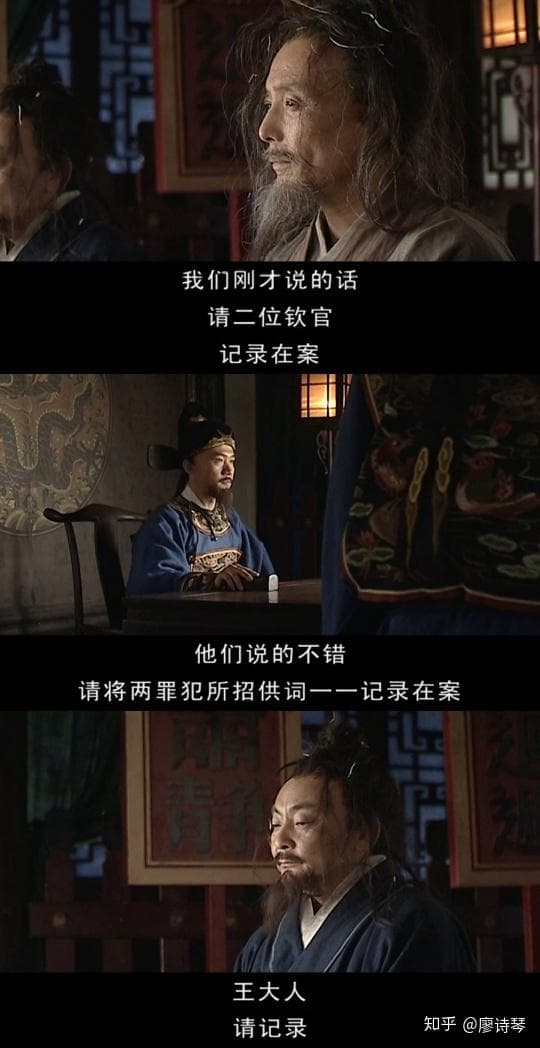 我们刚才说的话
请二位钦官
记录在案
他们说的不错
请将两罪犯所招供词一一记录在案
肃静
王大人
请记录
知乎 @廖诗琴